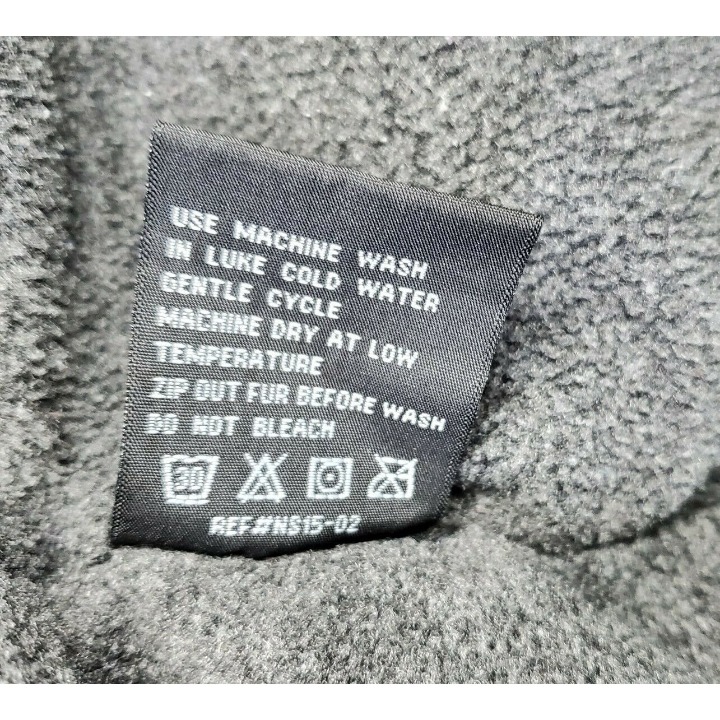 USE MACHINE WASH
IN LUKE COLD WATER
GENTLE CYCLE
MACHINE DRY AT LOW
TEMPERATURE
ZIP OUT FUR BEFORE WASH
DO NOT BLEACH
30
REF#NS15-02